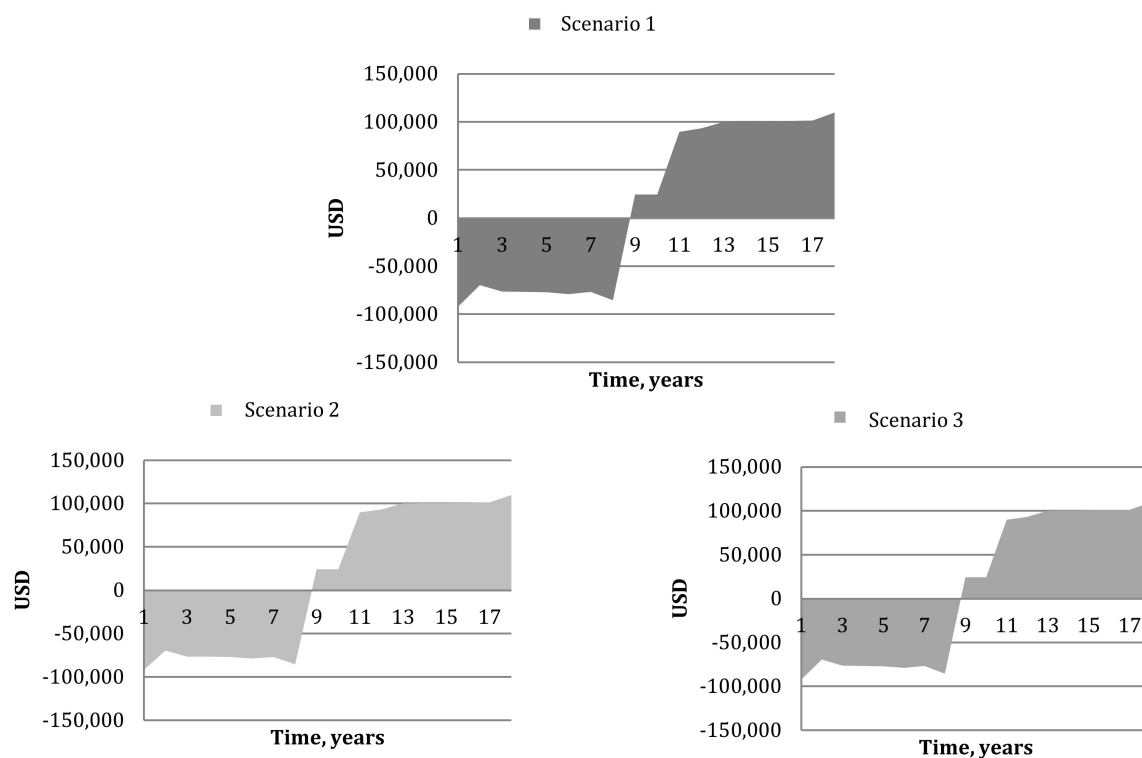 Scenario 1
150,000
100,000
50,000
0
-50,000
-100,000
-150,000
USD
1 3 5 7 9 11 13 15 17
Time, years
Scenario 2
150,000
100,000
50,000
0
-50,000
-100,000
-150,000
USD
1 3 5 7 9 11 13 15 17
Time, years
Scenario 3
150,000
100,000
50,000
0
-50,000
-100,000
-150,000
USD
1 3 5 7 9 11 13 15 17
Time, years